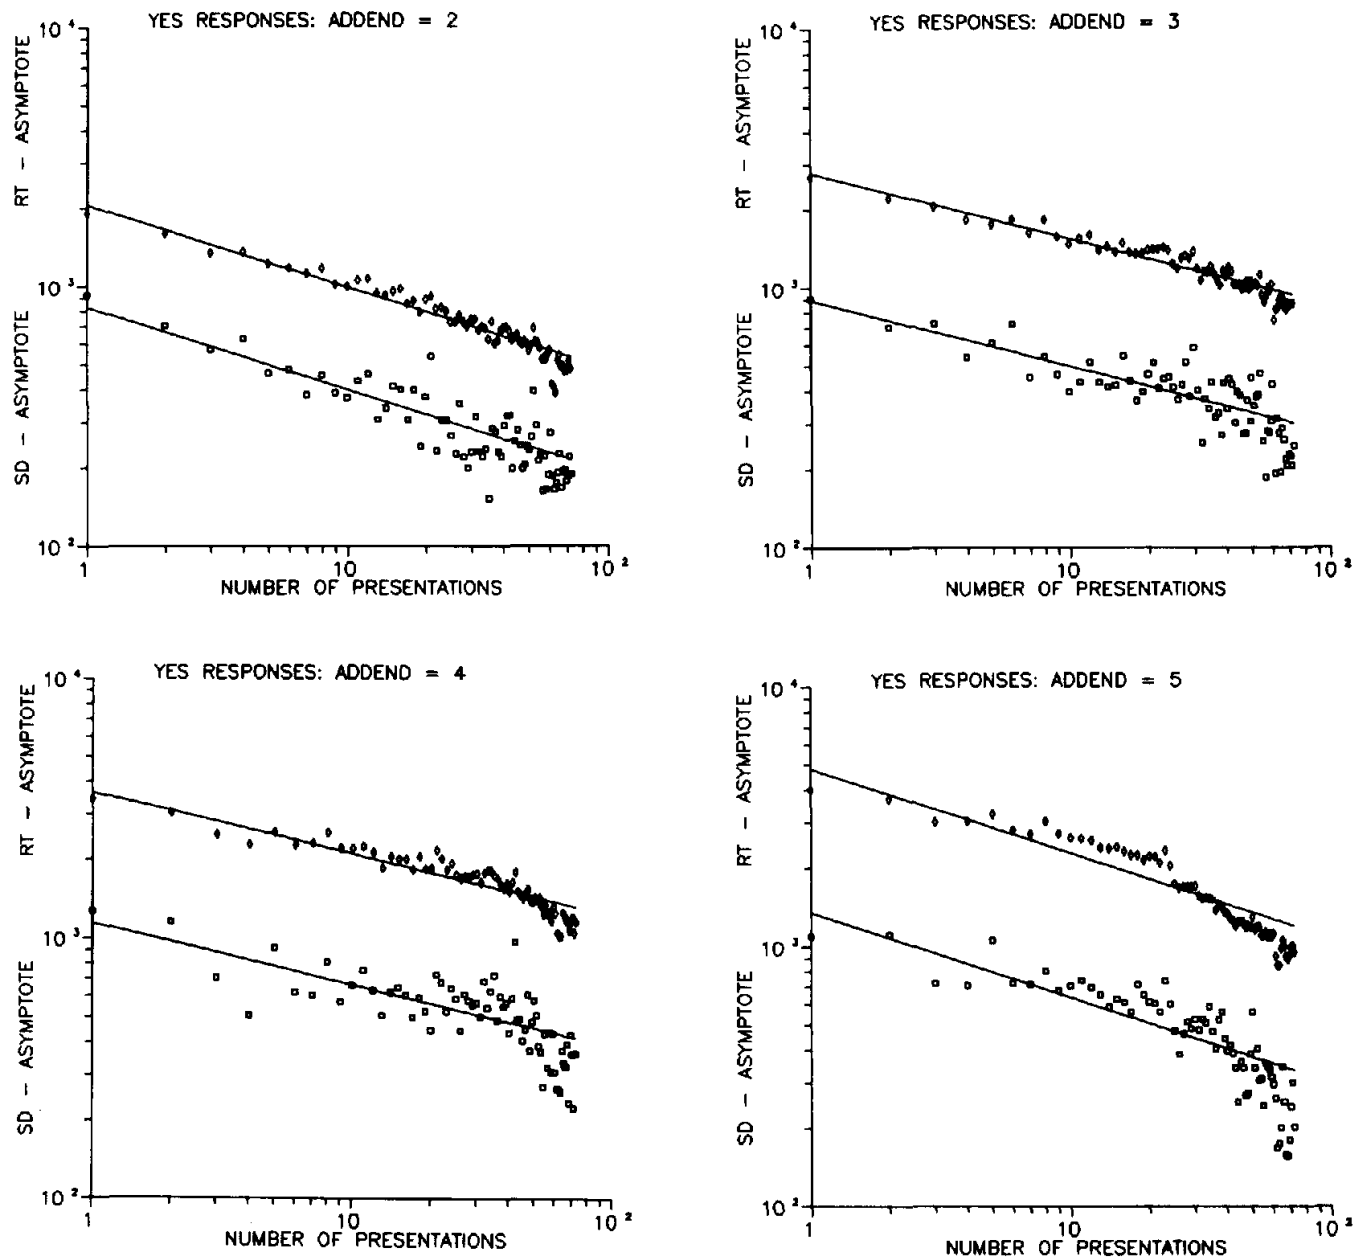 YES RESPONSES: ADDEND = 2
10⁴
RT – ASYMPTOTE
10³
SD – ASYMPTOTE
10²
1
10
10²
NUMBER OF PRESENTATIONS
YES RESPONSES: ADDEND = 3
10⁴
RT – ASYMPTOTE
10³
SD – ASYMPTOTE
10²
1
10
10²
NUMBER OF PRESENTATIONS
YES RESPONSES: ADDEND = 4
10⁴
RT – ASYMPTOTE
10³
SD – ASYMPTOTE
10²
1
10
10²
NUMBER OF PRESENTATIONS
YES RESPONSES: ADDEND = 5
10⁴
RT – ASYMPTOTE
10³
SD – ASYMPTOTE
10²
1
10
10²
NUMBER OF PRESENTATIONS